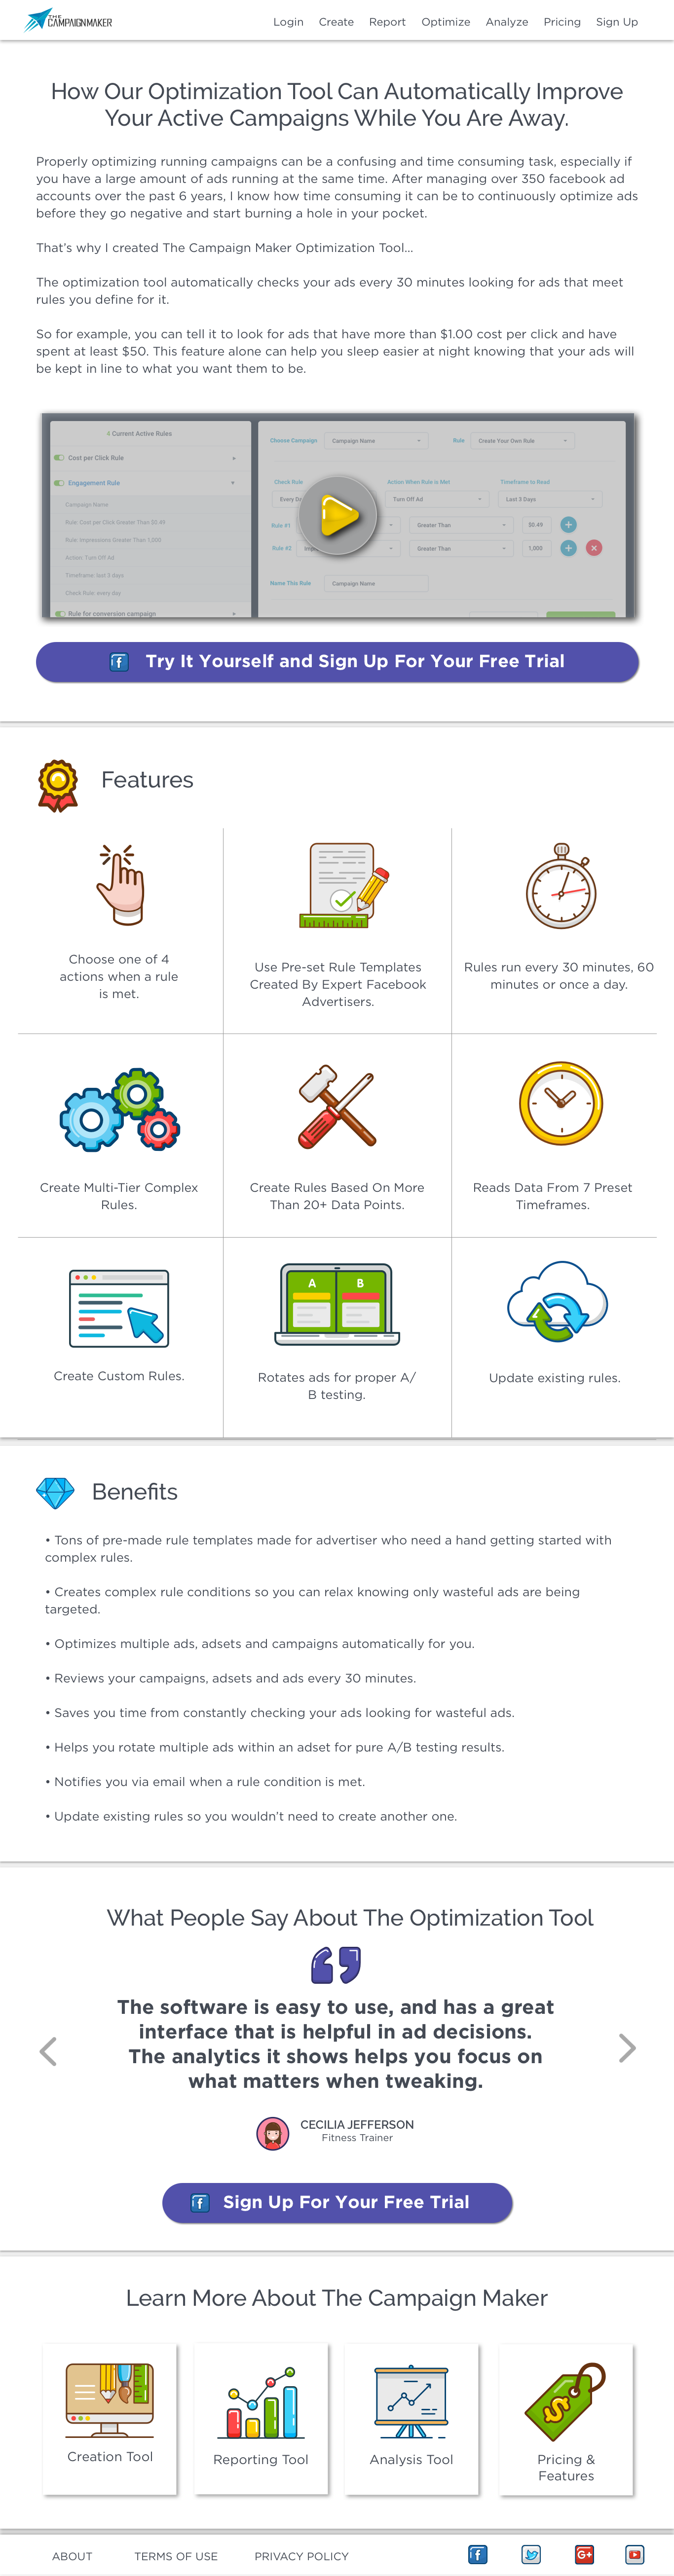 THE
CAMPAIGNMAKER
Login Create Report Optimize Analyze Pricing Sign Up
How Our Optimization Tool Can Automatically Improve
Your Active Campaigns While You Are Away.
Properly optimizing running campaigns can be a confusing and time consuming task, especially if
you have a large amount of ads running at the same time. After managing over 350 facebook ad
accounts over the past 6 years, I know how time consuming it can be to continuously optimize ads
before they go negative and start burning a hole in your pocket.
That's why I created The Campaign Maker Optimization Tool...
The optimization tool automatically checks your ads every 30 minutes looking for ads that meet
rules you define for it.
So for example, you can tell it to look for ads that have more than $1.00 cost per click and have
spent at least $50. This feature alone can help you sleep easier at night knowing that your ads will
be kept in line to what you want them to be.
4 Current Active Rules
Cost per Click Rule
Engagement Rule
Campaign Name
Rule: Cost per Click Greater Than $0.49
Rule: Impressions Greater Than 1,000
Action: Turn Off Ad
Timeframe: last 3 days
Check Rule: every day
Rule for conversion campaign
Choose Campaign Campaign Name Rule Create Your Own Rule
Check Rule Action When Rule is Met Timeframe to Read
Turn Off Ad Last 3 Days
Rule #1 Greater Than $0.49
Rule #2 Greater Than 1,000
Name This Rule Campaign Name
Try It Yourself and Sign Up For Your Free Trial
Features
Choose one of 4
actions when a rule
is met.
Use Pre-set Rule Templates
Created By Expert Facebook
Advertisers.
Rules run every 30 minutes, 60
minutes or once a day.
Create Multi-Tier Complex
Rules.
Create Rules Based On More
Than 20+ Data Points.
Reads Data From 7 Preset
Timeframes.
Create Custom Rules.
A B
Rotates ads for proper A/
B testing.
Update existing rules.
Benefits
• Tons of pre-made rule templates made for advertiser who need a hand getting started with
complex rules.
• Creates complex rule conditions so you can relax knowing only wasteful ads are being
targeted.
• Optimizes multiple ads, adsets and campaigns automatically for you.
• Reviews your campaigns, adsets and ads every 30 minutes.
• Saves you time from constantly checking your ads looking for wasteful ads.
• Helps you rotate multiple ads within an adset for pure A/B testing results.
• Notifies you via email when a rule condition is met.
• Update existing rules so you wouldn't need to create another one.
What People Say About The Optimization Tool
The software is easy to use, and has a great
interface that is helpful in ad decisions.
The analytics it shows helps you focus on
what matters when tweaking.
CECILIA JEFFERSON
Fitness Trainer
Sign Up For Your Free Trial
Learn More About The Campaign Maker
Creation Tool
Reporting Tool
Analysis Tool
$
Pricing &
Features
ABOUT TERMS OF USE PRIVACY POLICY
f G+